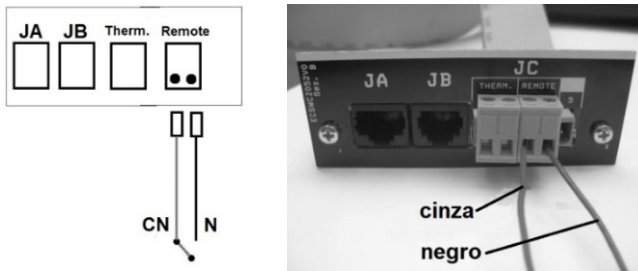 JA JB Therm. Remote
CN N
JA JB JC
THERM. REMOTE
cinza
negro